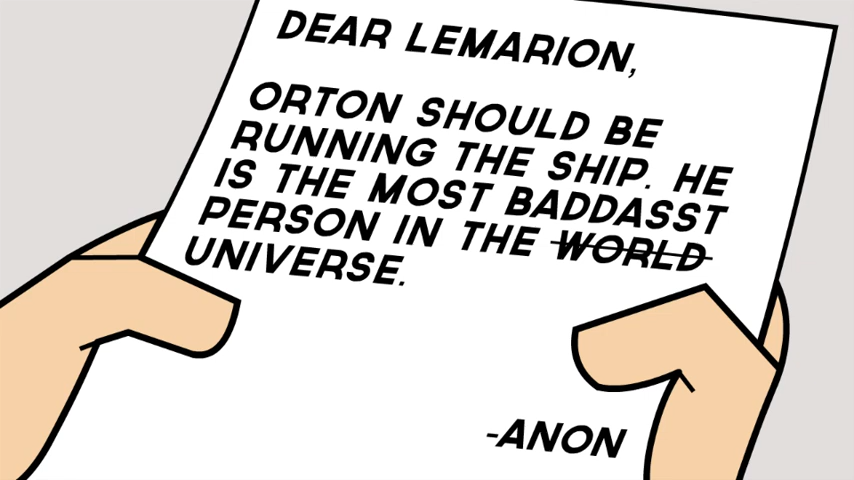 DEAR LEMARION,
ORTON SHOULD BE
RUNNING THE SHIP. HE
IS THE MOST BADDASST
PERSON IN THE WORLD
UNIVERSE.
-ANON